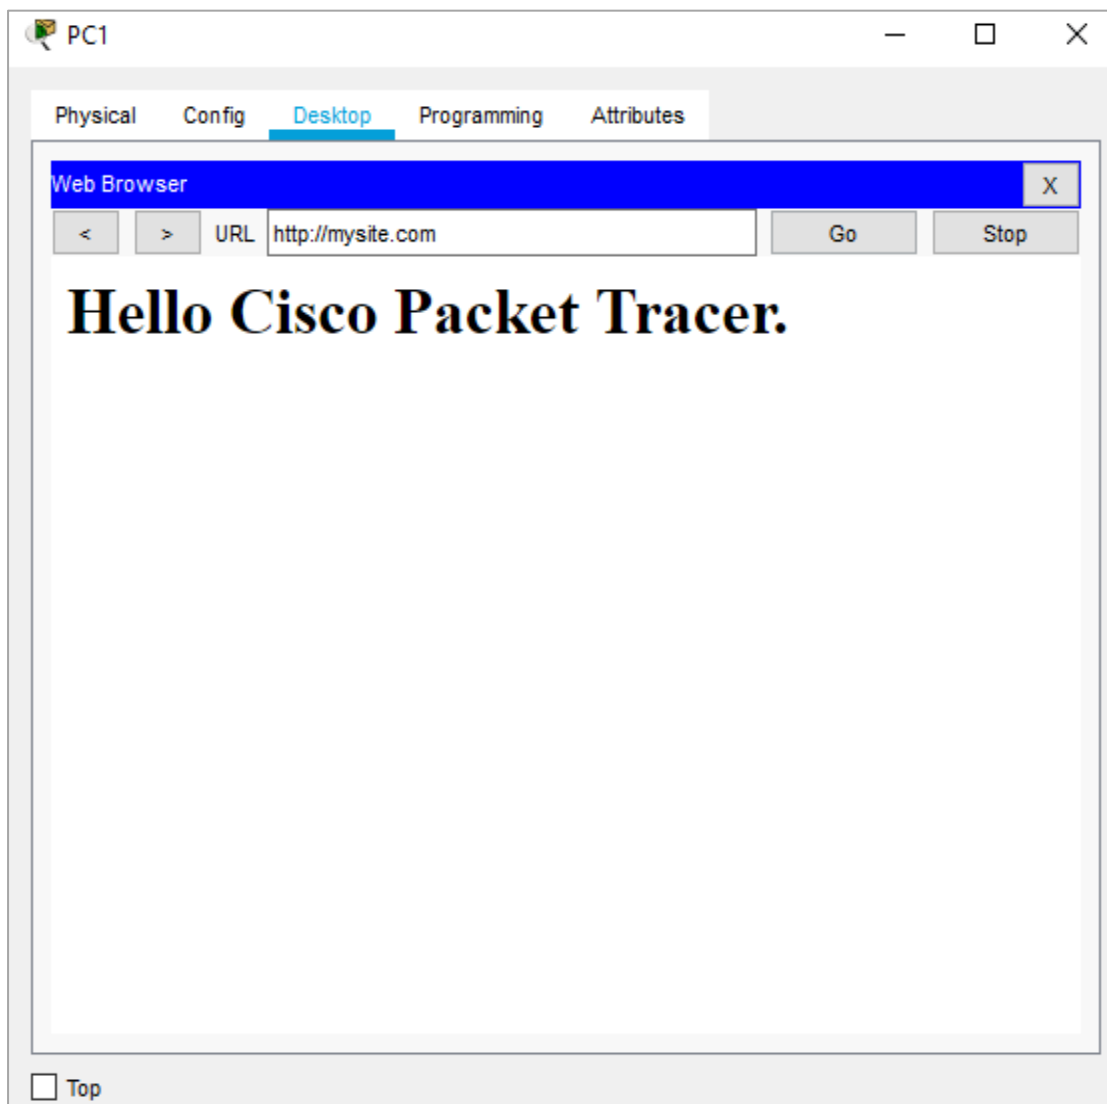 PC1
Physical Config Desktop Programming Attributes
Web Browser X
< > URL http://mysite.com Go Stop
Hello Cisco Packet Tracer.
Top